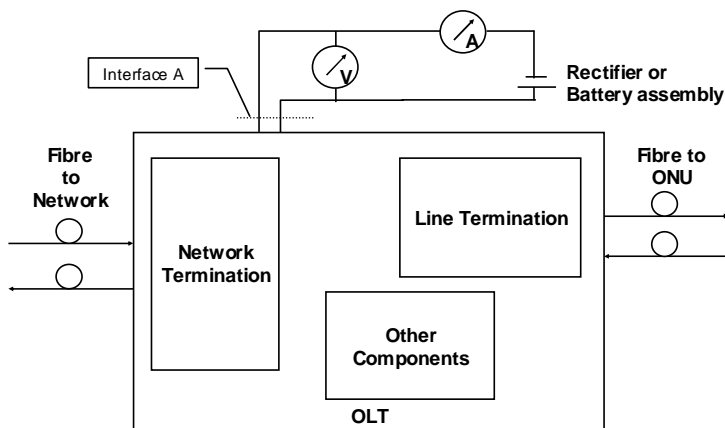 A
V
Interface A
Rectifier or
Battery assembly
Fibre
to
Network
Fibre to
ONU
Network
Termination
Line Termination
Other
Components
OLT